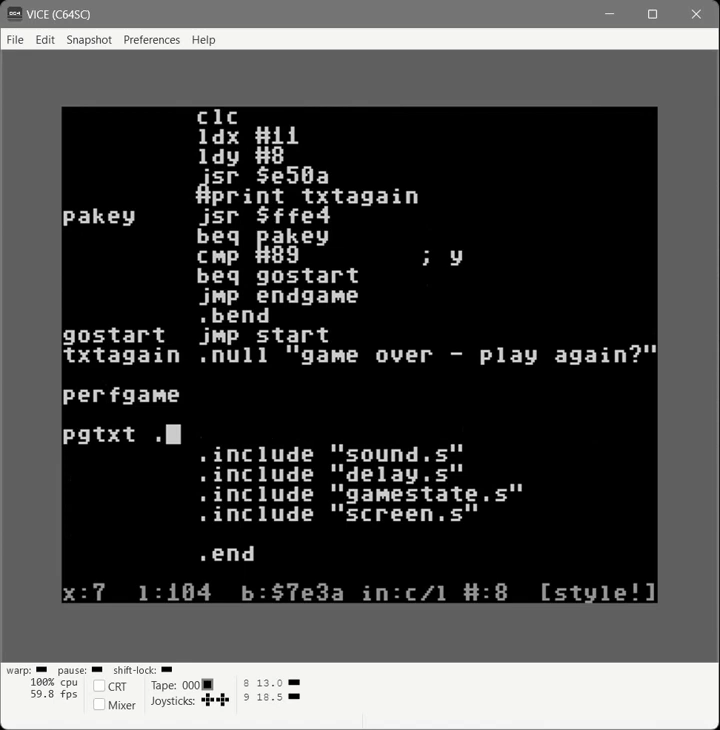 VICE (C64SC)
File Edit Snapshot Preferences Help
clc
ldx #11
ldy #8
jsr $e50a
#print txtagain
pakey jsr $ffe4
beq pakey
cmp #89 ; y
beq gostart
jmp endgame
.bend
gostart jmp start
txtagain .null "game over - play again?"
perfgame
pgtxt .
.include "sound.s"
.include "delay.s"
.include "gamestate.s"
.include "screen.s"
.end
x:7 l:104 b:$7e3a in:c/l #:8 [style!]
warp: pause: shift-lock:
100% cpu
59.8 fps
CRT
Mixer
Tape: 000
Joysticks:
8 13.0
9 18.5